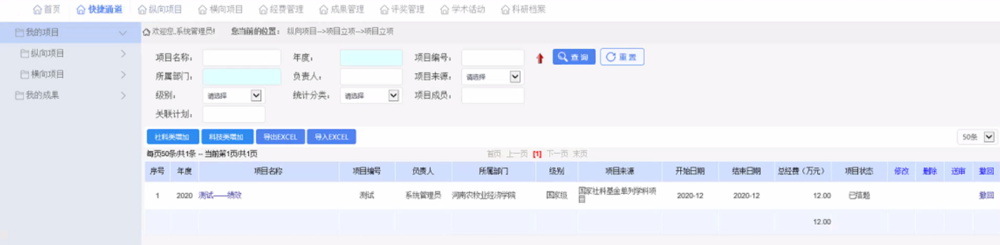 首页 快捷通道 纵向项目 横向项目 经费管理 成果管理 评奖管理 学术活动 科研档案
我的项目
纵向项目
横向项目
我的成果
欢迎您..系统管理员! 您当前的位置： 纵向项目-->项目立项-->项目立项
项目名称： 年度： 项目编号： 查询 重置
所属部门： 负责人： 项目来源： 请选择
级别： 请选择 统计分类： 请选择 项目成员：
关联计划：
社科类增加 科技类增加 导出EXCEL 导入EXCEL 50条
每页50条/共1条 -- 当前第1页/共1页 首页 上一页 [1] 下一页 末页
序号 年度 项目名称 项目编号 负责人 所属部门 级别 项目来源 开始日期 结束日期 总经费（万元） 项目状态 修改 删除 送审 撤回
1 2020 测试——绩效 测试 系统管理员 河南农牧业经济学院 国家级 国家社科基金单列学科项目 2020-12 2020-12 12.00 已结题 撤回
12.00